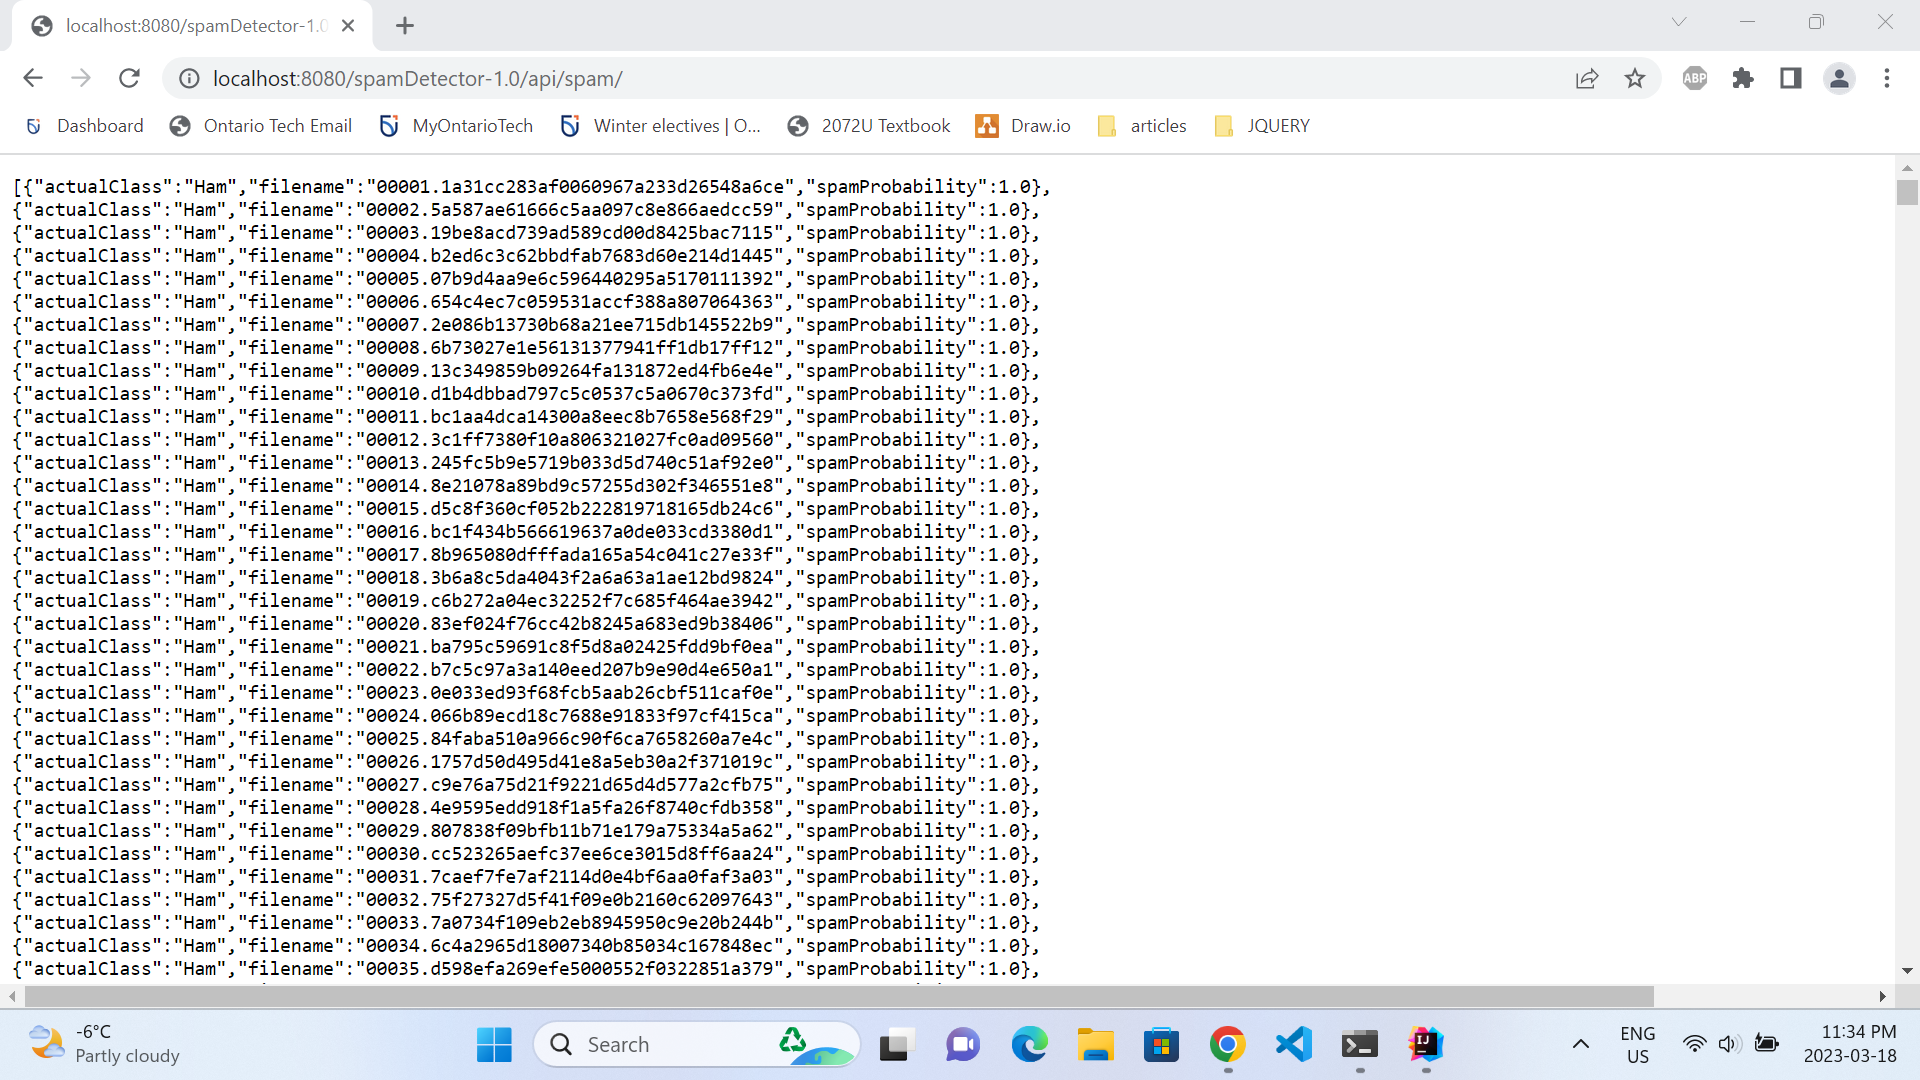 localhost:8080/spamDetector-1.0
localhost:8080/spamDetector-1.0/api/spam/
ABP
Dashboard Ontario Tech Email MyOntarioTech Winter electives | O... 2072U Textbook Draw.io articles JQUERY
[{"actualClass":"Ham","filename":"00001.1a31cc283af0060967a233d26548a6ce","spamProbability":1.0},
{"actualClass":"Ham","filename":"00002.5a587ae61666c5aa097c8e866aedcc59","spamProbability":1.0},
{"actualClass":"Ham","filename":"00003.19be8acd739ad589cd00d8425bac7115","spamProbability":1.0},
{"actualClass":"Ham","filename":"00004.b2ed6c3c62bbdfab7683d60e214d1445","spamProbability":1.0},
{"actualClass":"Ham","filename":"00005.07b9d4aa9e6c596440295a5170111392","spamProbability":1.0},
{"actualClass":"Ham","filename":"00006.654c4ec7c059531accf388a807064363","spamProbability":1.0},
{"actualClass":"Ham","filename":"00007.2e086b13730b68a21ee715db145522b9","spamProbability":1.0},
{"actualClass":"Ham","filename":"00008.6b73027e1e56131377941ff1db17ff12","spamProbability":1.0},
{"actualClass":"Ham","filename":"00009.13c349859b09264fa131872ed4fb6e4e","spamProbability":1.0},
{"actualClass":"Ham","filename":"00010.d1b4dbbad797c5c0537c5a0670c373fd","spamProbability":1.0},
{"actualClass":"Ham","filename":"00011.bc1aa4dca14300a8eec8b7658e568f29","spamProbability":1.0},
{"actualClass":"Ham","filename":"00012.3c1ff7380f10a806321027fc0ad09560","spamProbability":1.0},
{"actualClass":"Ham","filename":"00013.245fc5b9e5719b033d5d740c51af92e0","spamProbability":1.0},
{"actualClass":"Ham","filename":"00014.8e21078a89bd9c57255d302f346551e8","spamProbability":1.0},
{"actualClass":"Ham","filename":"00015.d5c8f360cf052b222819718165db24c6","spamProbability":1.0},
{"actualClass":"Ham","filename":"00016.bc1f434b566619637a0de033cd3380d1","spamProbability":1.0},
{"actualClass":"Ham","filename":"00017.8b965080dfffada165a54c041c27e33f","spamProbability":1.0},
{"actualClass":"Ham","filename":"00018.3b6a8c5da4043f2a6a63a1ae12bd9824","spamProbability":1.0},
{"actualClass":"Ham","filename":"00019.c6b272a04ec32252f7c685f464ae3942","spamProbability":1.0},
{"actualClass":"Ham","filename":"00020.83ef024f76cc42b8245a683ed9b38406","spamProbability":1.0},
{"actualClass":"Ham","filename":"00021.ba795c59691c8f5d8a02425fdd9bf0ea","spamProbability":1.0},
{"actualClass":"Ham","filename":"00022.b7c5c97a3a140eed207b9e90d4e650a1","spamProbability":1.0},
{"actualClass":"Ham","filename":"00023.0e033ed93f68fcb5aab26cbf511caf0e","spamProbability":1.0},
{"actualClass":"Ham","filename":"00024.066b89ecd18c7688e91833f97cf415ca","spamProbability":1.0},
{"actualClass":"Ham","filename":"00025.84faba510a966c90f6ca7658260a7e4c","spamProbability":1.0},
{"actualClass":"Ham","filename":"00026.1757d50d495d41e8a5eb30a2f371019c","spamProbability":1.0},
{"actualClass":"Ham","filename":"00027.c9e76a75d21f9221d65d4d577a2cfb75","spamProbability":1.0},
{"actualClass":"Ham","filename":"00028.4e9595edd918f1a5fa26f8740cfdb358","spamProbability":1.0},
{"actualClass":"Ham","filename":"00029.807838f09bfb11b71e179a75334a5a62","spamProbability":1.0},
{"actualClass":"Ham","filename":"00030.cc523265aefc37ee6ce3015d8ff6aa24","spamProbability":1.0},
{"actualClass":"Ham","filename":"00031.7caef7fe7af2114d0e4bf6aa0faf3a03","spamProbability":1.0},
{"actualClass":"Ham","filename":"00032.75f27327d5f41f09e0b2160c62097643","spamProbability":1.0},
{"actualClass":"Ham","filename":"00033.7a0734f109eb2eb8945950c9e20b244b","spamProbability":1.0},
{"actualClass":"Ham","filename":"00034.6c4a2965d18007340b85034c167848ec","spamProbability":1.0},
{"actualClass":"Ham","filename":"00035.d598efa269efe5000552f0322851a379","spamProbability":1.0},
-6°C
Partly cloudy
Search
IJ
ENG
US
11:34 PM
2023-03-18